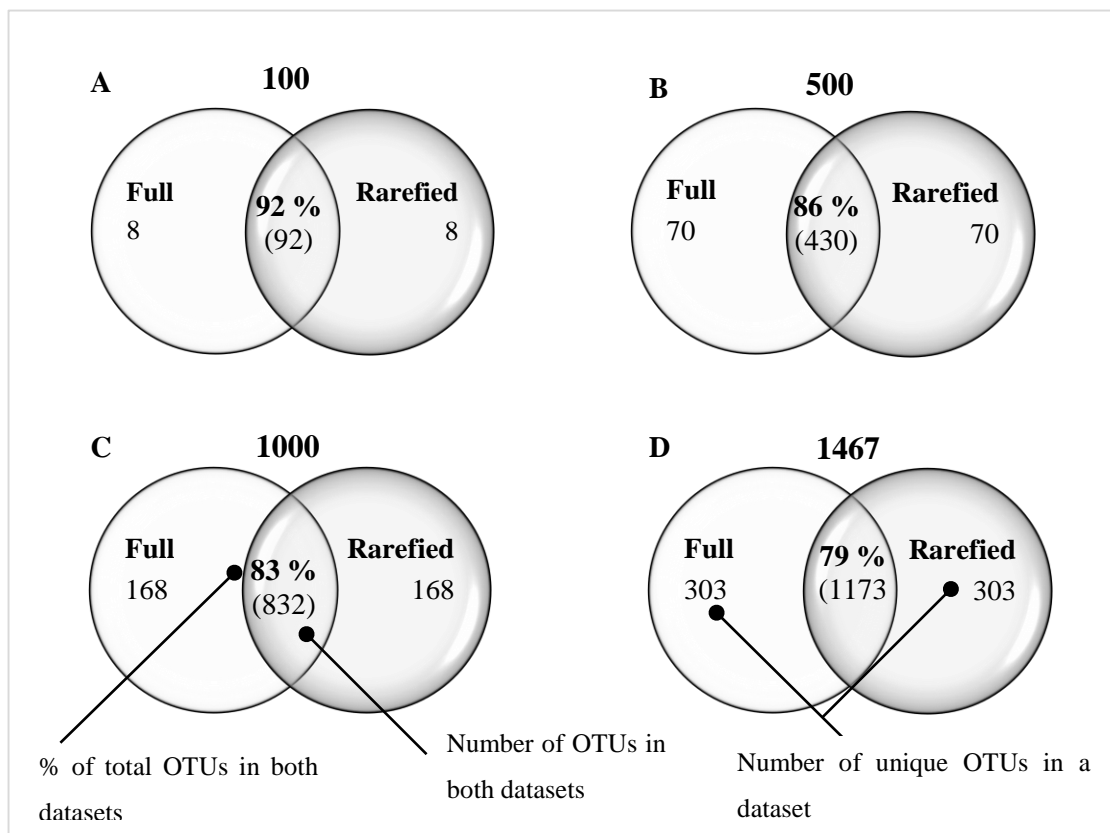 A
100
Full
8
92 %
(92)
Rarefied
8
B
500
Full
70
86 %
(430)
Rarefied
70
C
1000
Full
168
83 %
(832)
Rarefied
168
D
1467
Full
303
79 %
(1173
Rarefied
303
% of total OTUs in both
datasets
Number of OTUs in
both datasets
Number of unique OTUs in a
dataset